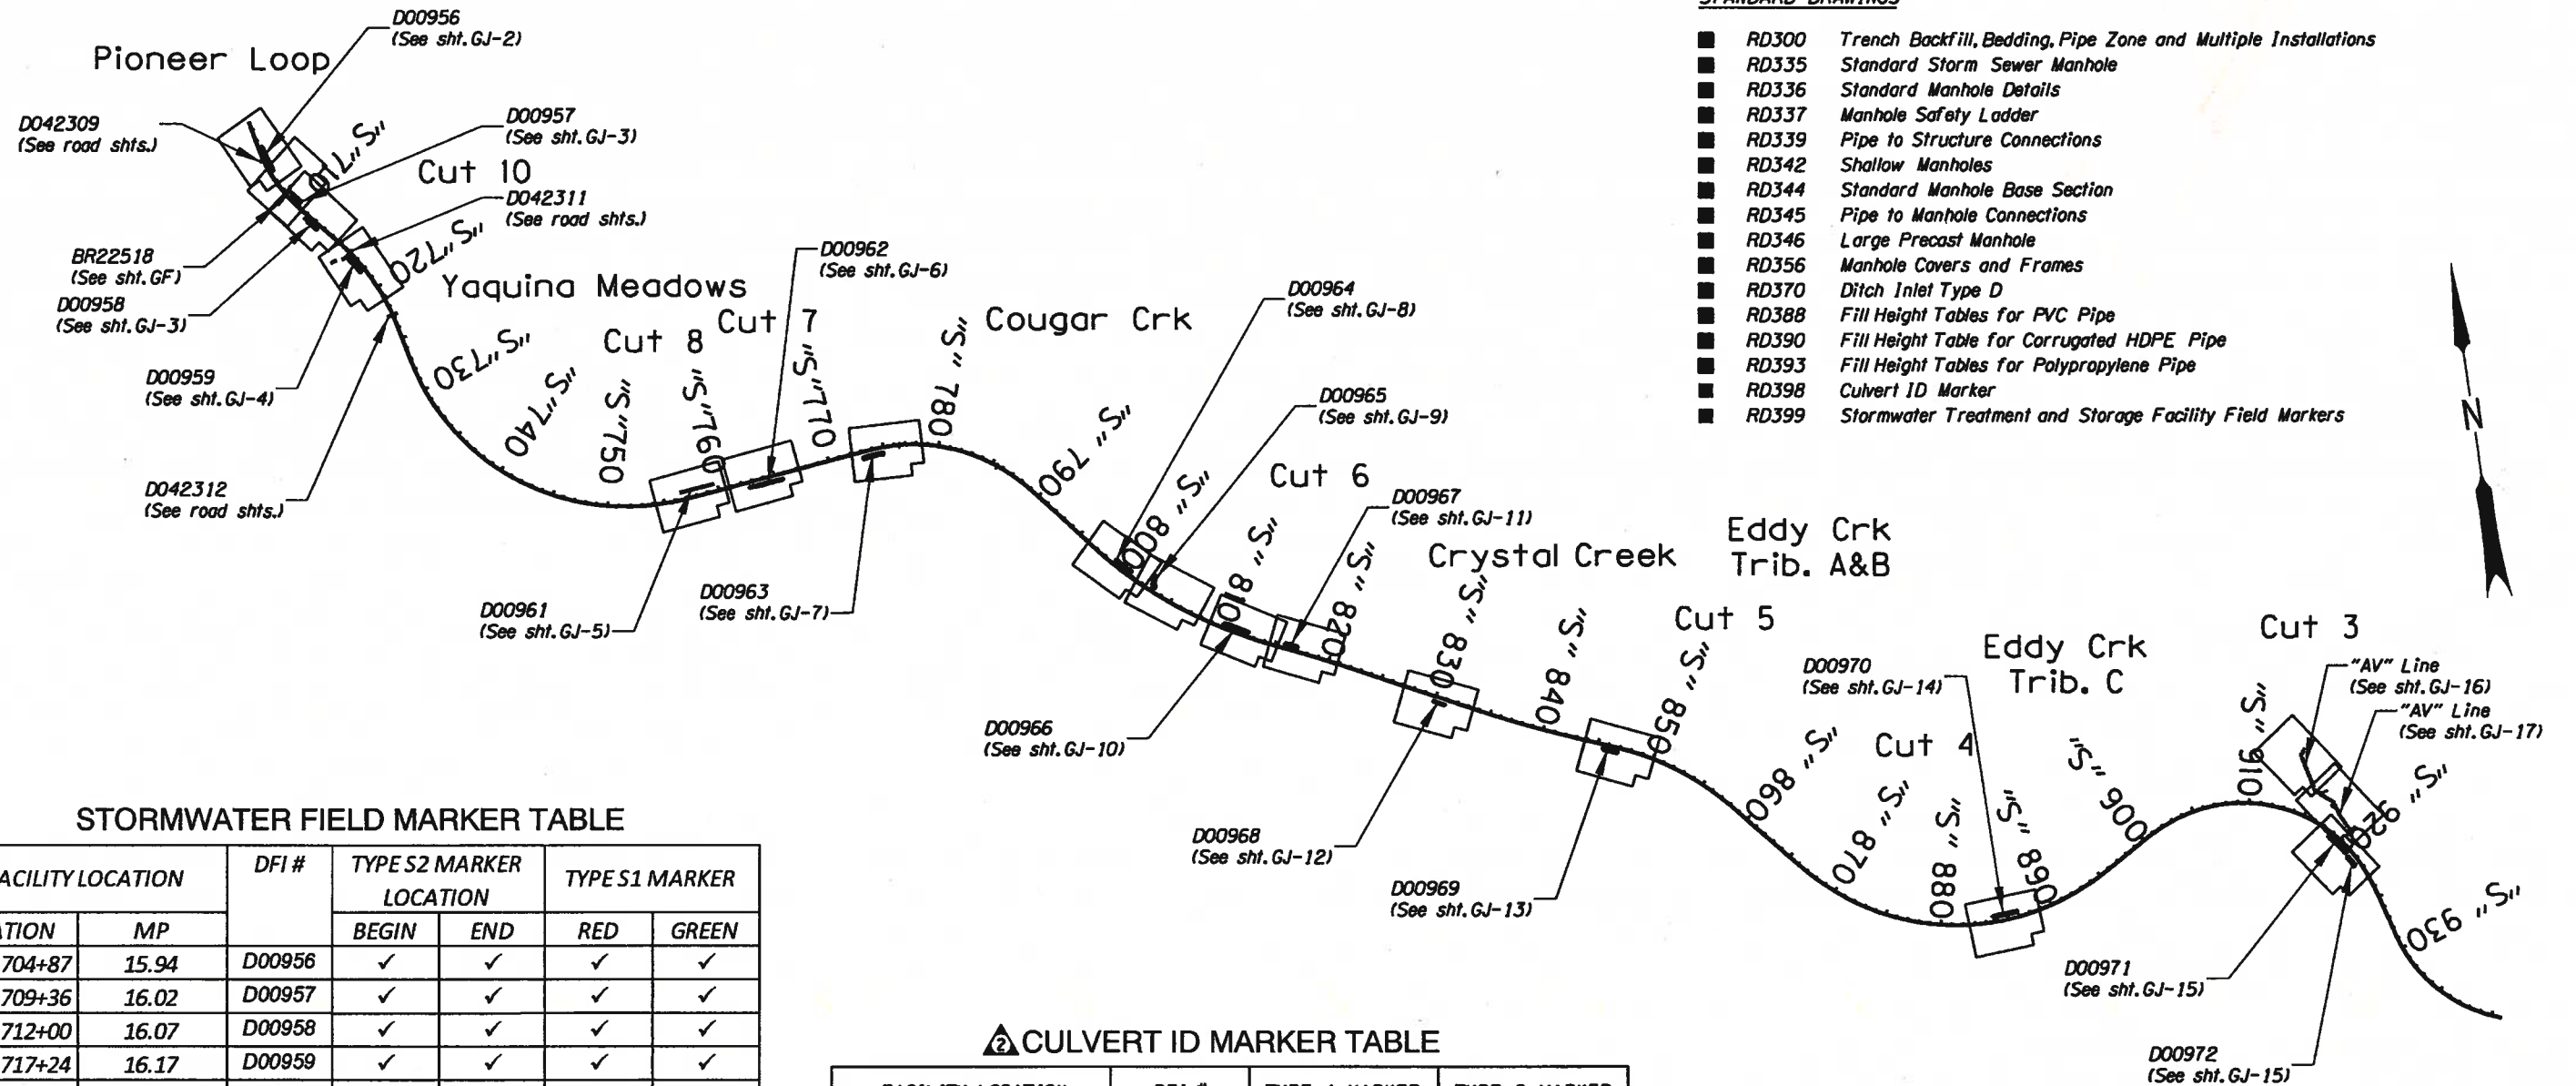 STANDARD DRAWINGS
RD300 Trench Backfill, Bedding, Pipe Zone and Multiple Installations
RD335 Standard Storm Sewer Manhole
RD336 Standard Manhole Details
RD337 Manhole Safety Ladder
RD339 Pipe to Structure Connections
RD342 Shallow Manholes
RD344 Standard Manhole Base Section
RD345 Pipe to Manhole Connections
RD346 Large Precast Manhole
RD356 Manhole Covers and Frames
RD370 Ditch Inlet Type D
RD388 Fill Height Tables for PVC Pipe
RD390 Fill Height Table for Corrugated HDPE Pipe
RD393 Fill Height Tables for Polypropylene Pipe
RD398 Culvert ID Marker
RD399 Stormwater Treatment and Storage Facility Field Markers
N
D00956
(See sht. GJ-2)
Pioneer Loop
D042309
(See road shts.)
D00957
(See sht. GJ-3)
"S" 710
Cut 10
D042311
(See road shts.)
BR22518
(See sht. GF)
D00958
(See sht. GJ-3)
"S" 720
Yaquina Meadows
D00959
(See sht. GJ-4)
D042312
(See road shts.)
"S" 730
"S" 740
"S" 750
Cut 8
"S" 760
Cut 7
"S" 770
D00962
(See sht. GJ-6)
"S" 780
Cougar Crk
D00961
(See sht. GJ-5)
D00963
(See sht. GJ-7)
D00964
(See sht. GJ-8)
D00965
(See sht. GJ-9)
"S" 790
"S" 800
Cut 6
"S" 810
D00967
(See sht. GJ-11)
"S" 820
Crystal Creek
D00966
(See sht. GJ-10)
"S" 830
"S" 840
Eddy Crk
Trib. A&B
Cut 5
"S" 850
D00968
(See sht. GJ-12)
D00969
(See sht. GJ-13)
"S" 860
D00970
(See sht. GJ-14)
Cut 4
"S" 870
"S" 880
Eddy Crk
Trib. C
"S" 890
"S" 900
Cut 3
"S" 910
"AV" Line
(See sht. GJ-16)
"AV" Line
(See sht. GJ-17)
"S" 920
"S" 930
D00971
(See sht. GJ-15)
D00972
(See sht. GJ-15)
STORMWATER FIELD MARKER TABLE
ACILITY LOCATION DFI # TYPE S2 MARKER LOCATION TYPE S1 MARKER
TION MP BEGIN END RED GREEN
704+87 15.94 D00956 ✓ ✓ ✓ ✓
709+36 16.02 D00957 ✓ ✓ ✓ ✓
712+00 16.07 D00958 ✓ ✓ ✓ ✓
717+24 16.17 D00959 ✓ ✓ ✓ ✓
2 CULVERT ID MARKER TABLE